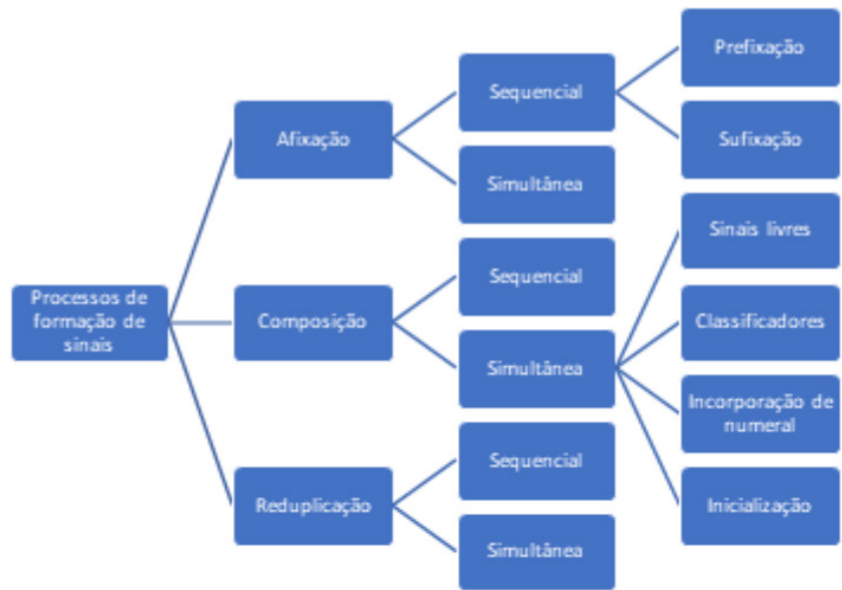 Processos de
formação de
sinais
Afixação
Sequencial
Prefixação
Sufixação
Simultânea
Composição
Sequencial
Simultânea
Sinais livres
Classificadores
Incorporação de
numeral
Inicialização
Reduplicação
Sequencial
Simultânea